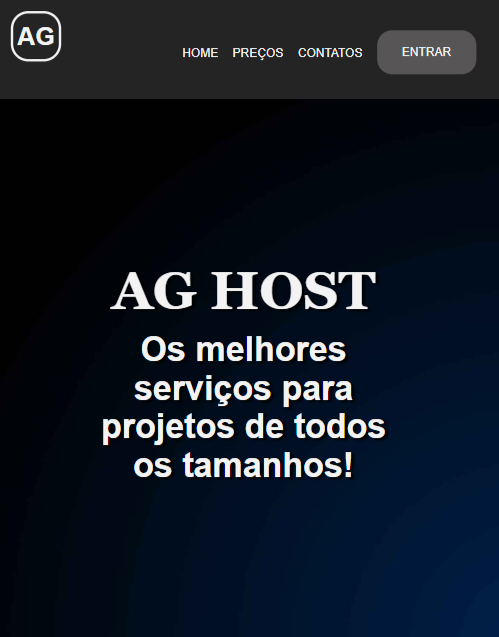 AG
HOME PREÇOS CONTATOS ENTRAR
AG HOST
Os melhores
serviços para
projetos de todos
os tamanhos!